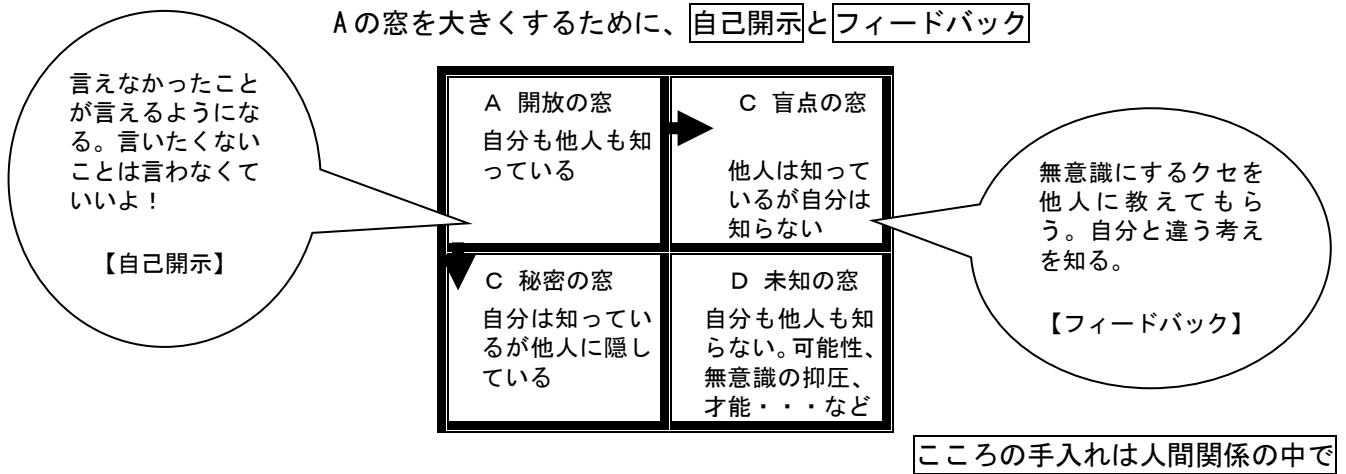 Aの窓を大きくするために、自己開示とフィードバック
言えなかったこと
が言えるようにな
る。言いたくない
ことは言わなくて
いいよ！
【自己開示】
A 開放の窓
自分も他人も知
っている
C 盲点の窓
他人は知って
いるが自分は
知らない
無意識にするクセを
他人に教えてもら
う。自分と違う考え
を知る。
【フィードバック】
C 秘密の窓
自分は知ってい
るが他人に隠し
ている
D 未知の窓
自分も他人も知
らない。可能性、
無意識の抑圧、
才能・・・など
こころの手入れは人間関係の中で